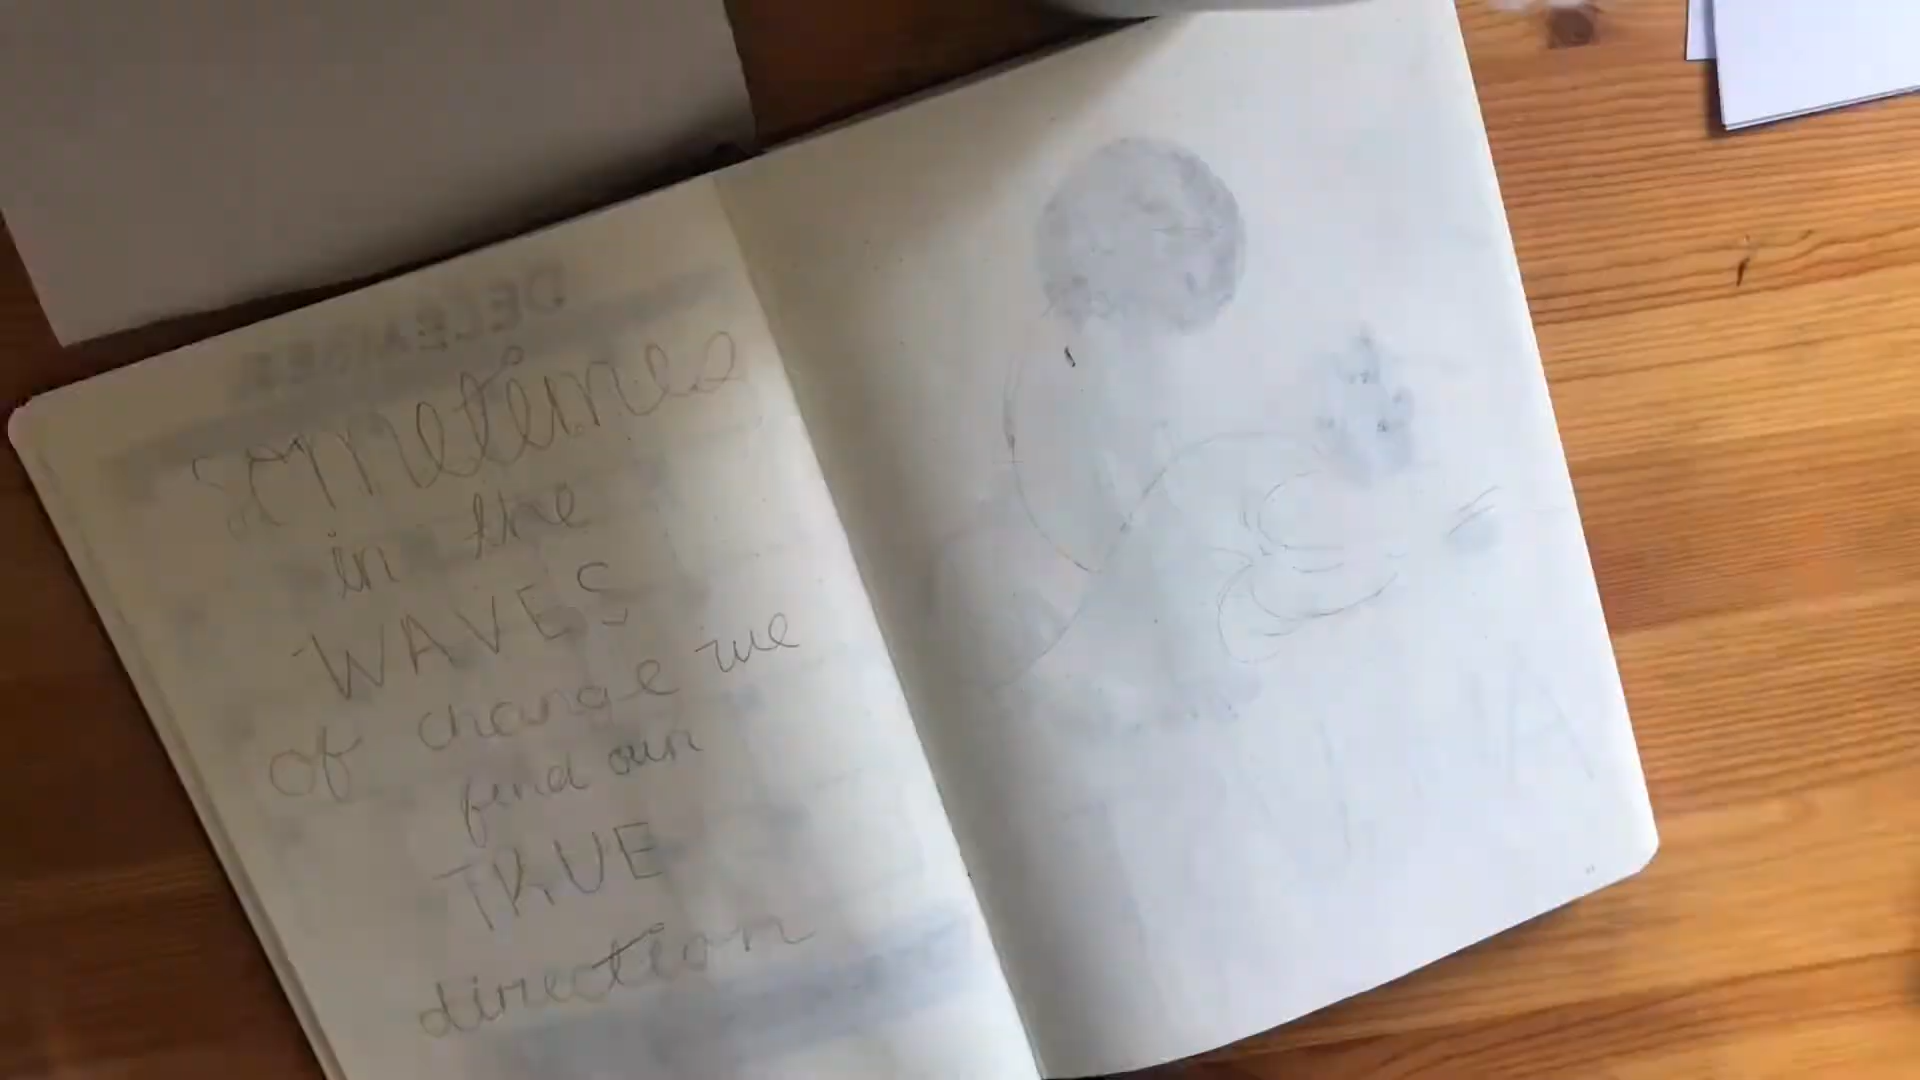 sometimes
in the
WAVES
of change we
find our
TRUE
direction